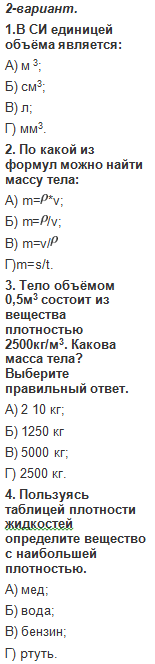 2-вариант.
1.В СИ единицей
объёма является:
А) м ³;
Б) см³;
В) л;
Г) мм³.
2. По какой из
формул можно найти
массу тела:
А) m=ρ*v;
Б) m=ρ/v;
В) m=v/ρ
Г)m=s/t.
3. Тело объёмом
0,5м³ состоит из
вещества
плотностью
2500кг/м³. Какова
масса тела?
Выберите
правильный ответ.
А) 2 10 кг;
Б) 1250 кг
В) 5000 кг;
Г) 2500 кг.
4. Пользуясь
таблицей плотности
жидкостей
определите вещество
с наибольшей
плотностью.
А) мед;
Б) вода;
В) бензин;
Г) ртуть.